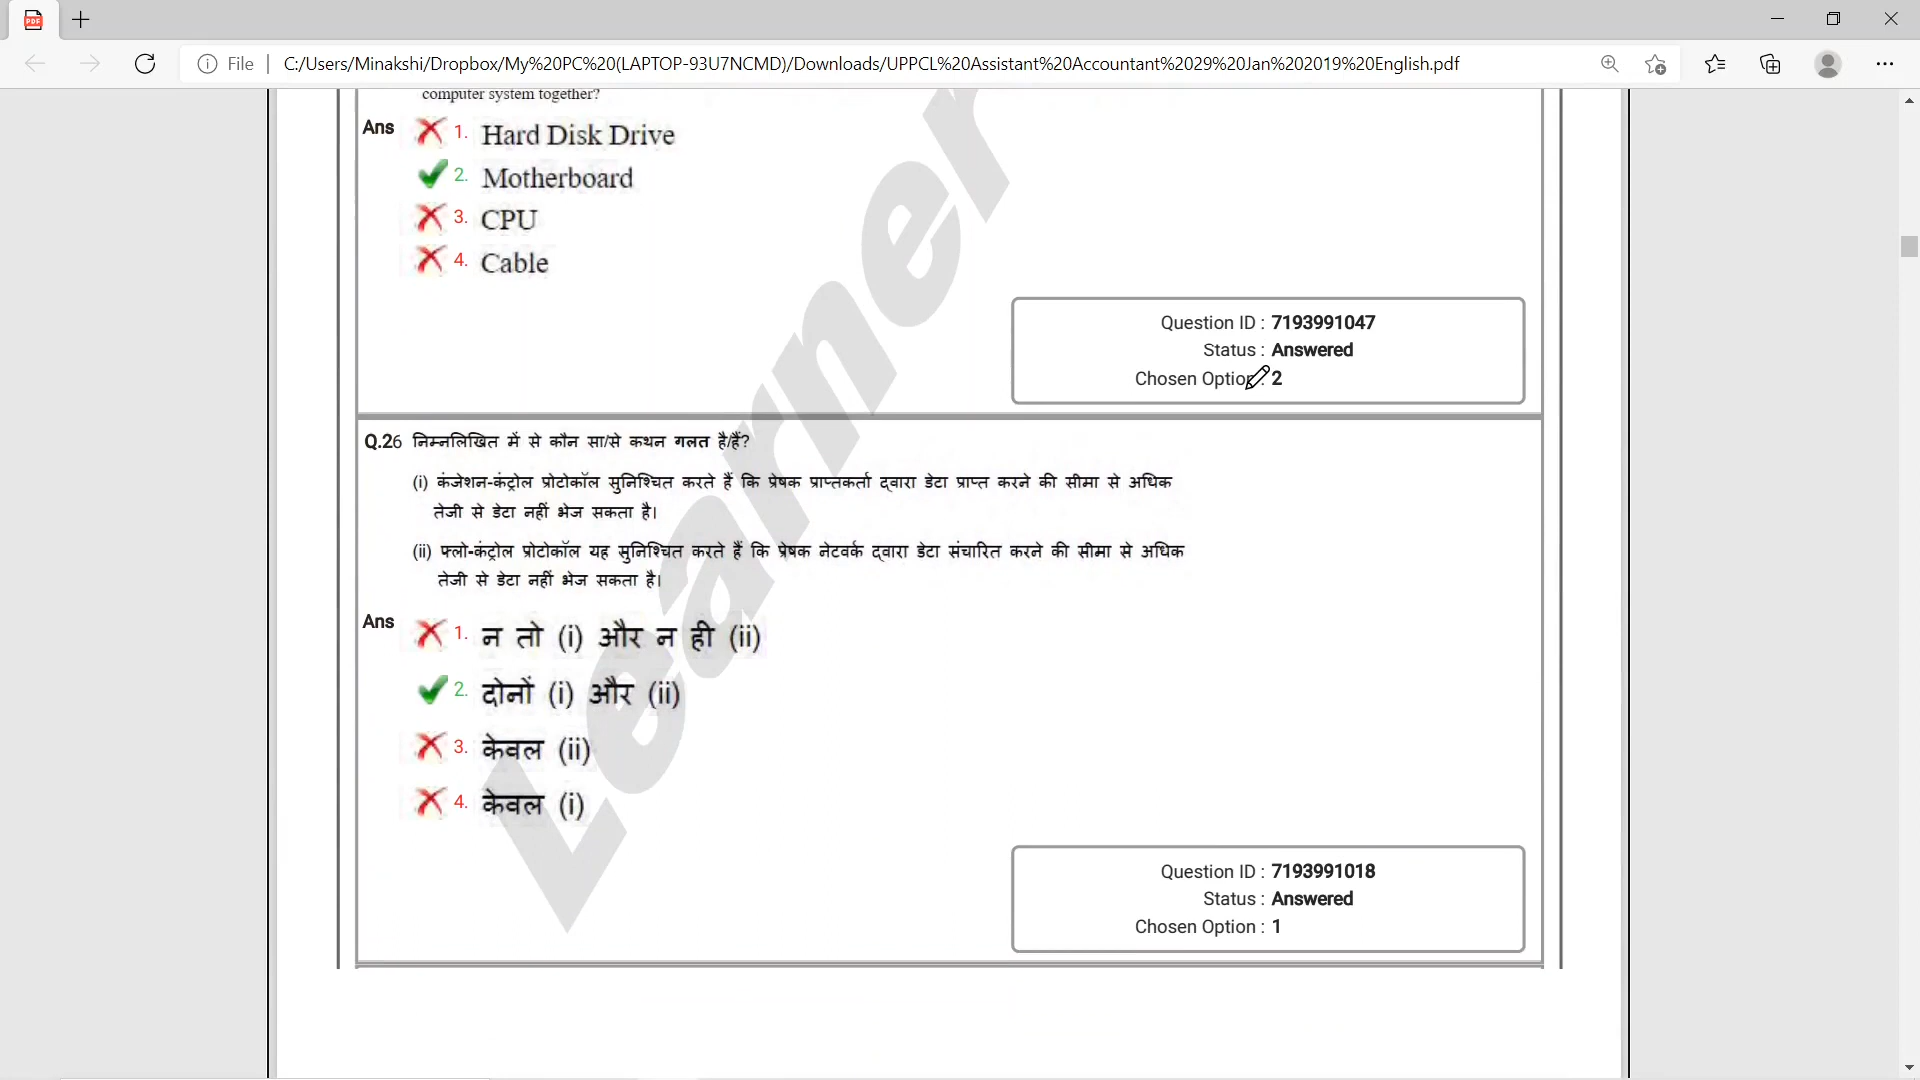 File
C:/Users/Minakshi/Dropbox/My%20PC%20(LAPTOP-93U7NCMD)/Downloads/UPPCL%20Assistant%20Accountant%2029%20Jan%202019%20English.pdf
computer system together?
Ans
1. Hard Disk Drive
2. Motherboard
3. CPU
4. Cable
Question ID : 7193991047
Status : Answered
Chosen Option : 2
Q.26 निम्नलिखित में से कौन सा/से कथन गलत है/हैं?
(i) कंजेशन-कंट्रोल प्रोटोकॉल सुनिश्चित करते हैं कि प्रेषक प्राप्तकर्ता द्वारा डेटा प्राप्त करने की सीमा से अधिक
तेजी से डेटा नहीं भेज सकता है।
(ii) फ्लो-कंट्रोल प्रोटोकॉल यह सुनिश्चित करते हैं कि प्रेषक नेटवर्क द्वारा डेटा संचारित करने की सीमा से अधिक
तेजी से डेटा नहीं भेज सकता है।
Ans
1. न तो (i) और न ही (ii)
2. दोनों (i) और (ii)
3. केवल (ii)
4. केवल (i)
Question ID : 7193991018
Status : Answered
Chosen Option : 1
Learner